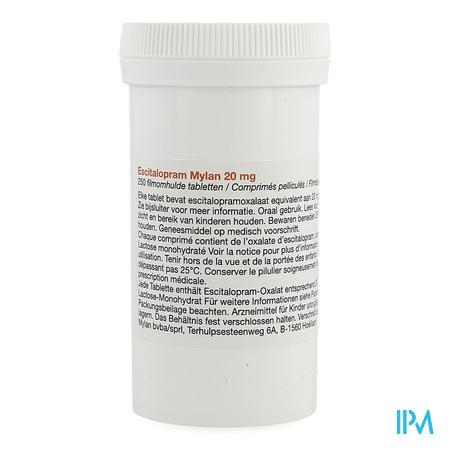 Escitalopram Mylan 20 mg
250 filmomhulde tabletten / Comprimés pelliculés /
Elke tablet bevat escitalopramoxalaat equivalent aan 20
Zie bijsluiter voor meer informatie. Oraal gebruik. Lees
zicht en bereik van kinderen houden. Bewaren beneden
houden. Geneesmiddel op medisch voorschrift.
Chaque comprimé contient de l'oxalate d'escitalopram,
Lactose monohydraté Voir la notice pour plus d'informations
utilisation. Tenir hors de la vue et de la portée des enfants
dépassant pas 25°C. Conserver le pilulier soigneusement
prescription médicale.
Jede Tablette enthält Escitalopram-Oxalat entsprechend
Lactose-Monohydrat Für weitere Informationen siehe
Packungsbeilage beachten. Arzneimittel für Kinder
lagern. Das Behältnis fest verschlossen halten.
Mylan bvba/sprl, Terhulpsesteenweg 6A, B-1560
IPM